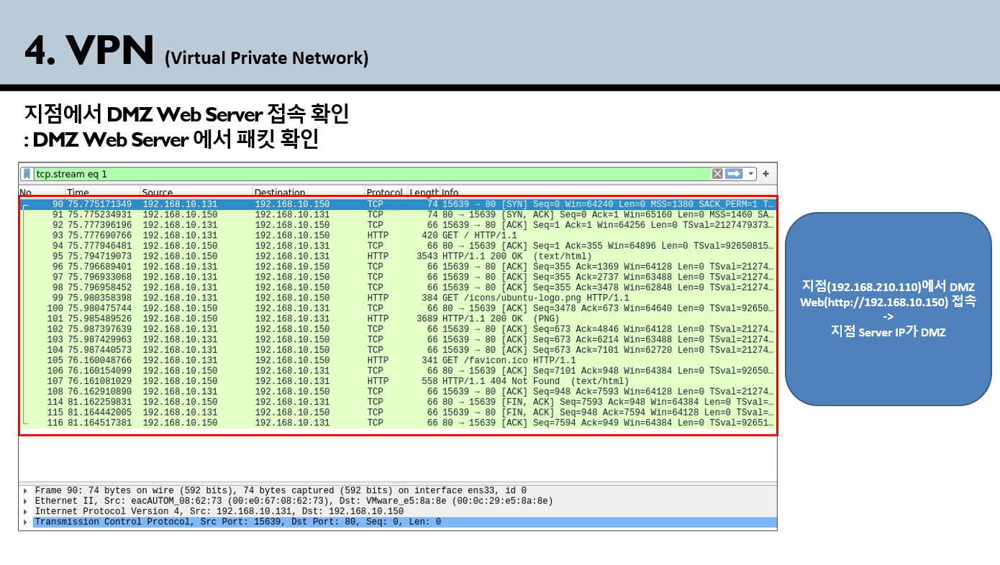 4. VPN (Virtual Private Network)
지점에서 DMZ Web Server 접속 확인
: DMZ Web Server 에서 패킷 확인
tcp.stream eq 1
No. Time Source Destination Protocol Length Info
90 75.775171349 192.168.10.131 192.168.10.150 TCP 74 15639 → 80 [SYN] Seq=0 Win=64240 Len=0 MSS=1380 SACK_PERM=1 T…
91 75.775234931 192.168.10.150 192.168.10.131 TCP 74 80 → 15639 [SYN, ACK] Seq=0 Ack=1 Win=65160 Len=0 MSS=1460 SA…
92 75.777396196 192.168.10.131 192.168.10.150 TCP 66 15639 → 80 [ACK] Seq=1 Ack=1 Win=64256 Len=0 TSval=2127479373…
93 75.777690766 192.168.10.131 192.168.10.150 HTTP 420 GET / HTTP/1.1
94 75.777946481 192.168.10.150 192.168.10.131 TCP 66 80 → 15639 [ACK] Seq=1 Ack=355 Win=64896 Len=0 TSval=92650815…
95 75.794719073 192.168.10.150 192.168.10.131 HTTP 3543 HTTP/1.1 200 OK (text/html)
96 75.796689401 192.168.10.131 192.168.10.150 TCP 66 15639 → 80 [ACK] Seq=355 Ack=1369 Win=64128 Len=0 TSval=21274…
97 75.796933068 192.168.10.131 192.168.10.150 TCP 66 15639 → 80 [ACK] Seq=355 Ack=2737 Win=63488 Len=0 TSval=21274…
98 75.796958452 192.168.10.131 192.168.10.150 TCP 66 15639 → 80 [ACK] Seq=355 Ack=3478 Win=62848 Len=0 TSval=21274…
99 75.980358398 192.168.10.131 192.168.10.150 HTTP 384 GET /icons/ubuntu-logo.png HTTP/1.1
100 75.980475744 192.168.10.150 192.168.10.131 TCP 66 80 → 15639 [ACK] Seq=3478 Ack=673 Win=64640 Len=0 TSval=92650…
101 75.985489526 192.168.10.150 192.168.10.131 HTTP 3689 HTTP/1.1 200 OK (PNG)
102 75.987397639 192.168.10.131 192.168.10.150 TCP 66 15639 → 80 [ACK] Seq=673 Ack=4846 Win=64128 Len=0 TSval=21274…
103 75.987429963 192.168.10.131 192.168.10.150 TCP 66 15639 → 80 [ACK] Seq=673 Ack=6214 Win=63488 Len=0 TSval=21274…
104 75.987440573 192.168.10.131 192.168.10.150 TCP 66 15639 → 80 [ACK] Seq=673 Ack=7101 Win=62720 Len=0 TSval=21274…
105 76.160048766 192.168.10.131 192.168.10.150 HTTP 341 GET /favicon.ico HTTP/1.1
106 76.160154099 192.168.10.150 192.168.10.131 TCP 66 80 → 15639 [ACK] Seq=7101 Ack=948 Win=64384 Len=0 TSval=92650…
107 76.161081029 192.168.10.150 192.168.10.131 HTTP 558 HTTP/1.1 404 Not Found (text/html)
108 76.162910890 192.168.10.131 192.168.10.150 TCP 66 15639 → 80 [ACK] Seq=948 Ack=7593 Win=64128 Len=0 TSval=21274…
114 81.162259831 192.168.10.150 192.168.10.131 TCP 66 80 → 15639 [FIN, ACK] Seq=7593 Ack=948 Win=64384 Len=0 TSval=…
115 81.164442005 192.168.10.131 192.168.10.150 TCP 66 15639 → 80 [FIN, ACK] Seq=948 Ack=7594 Win=64128 Len=0 TSval=…
116 81.164517381 192.168.10.150 192.168.10.131 TCP 66 80 → 15639 [ACK] Seq=7594 Ack=949 Win=64384 Len=0 TSval=92651…
Frame 90: 74 bytes on wire (592 bits), 74 bytes captured (592 bits) on interface ens33, id 0
Ethernet II, Src: eacAUTOM_08:62:73 (00:e0:67:08:62:73), Dst: VMware_e5:8a:8e (00:0c:29:e5:8a:8e)
Internet Protocol Version 4, Src: 192.168.10.131, Dst: 192.168.10.150
Transmission Control Protocol, Src Port: 15639, Dst Port: 80, Seq: 0, Len: 0
지점(192.168.210.110)에서 DMZ
Web(http://192.168.10.150) 접속
->
지점 Server IP가 DMZ